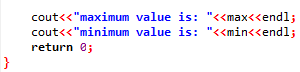 cout<<"maximum value is: "<<max<<endl;
cout<<"minimum value is: "<<min<<endl;
return 0;
}